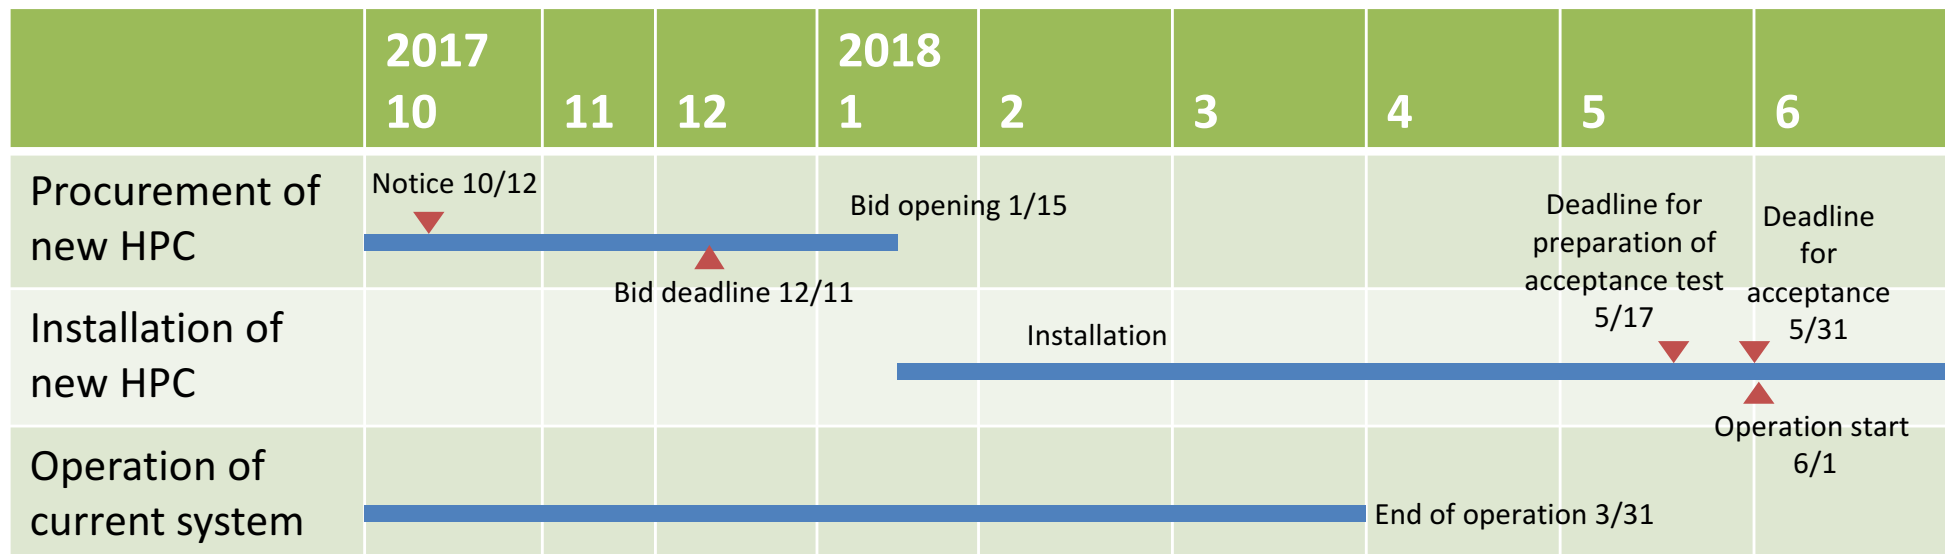 2017
10
11
12
2018
1
2
3
4
5
6
Procurement of
new HPC
Notice 10/12
Bid deadline 12/11
Bid opening 1/15
Deadline for
preparation of
acceptance test
5/17
Deadline
for
acceptance
5/31
Installation of
new HPC
Installation
Operation start
6/1
Operation of
current system
End of operation 3/31